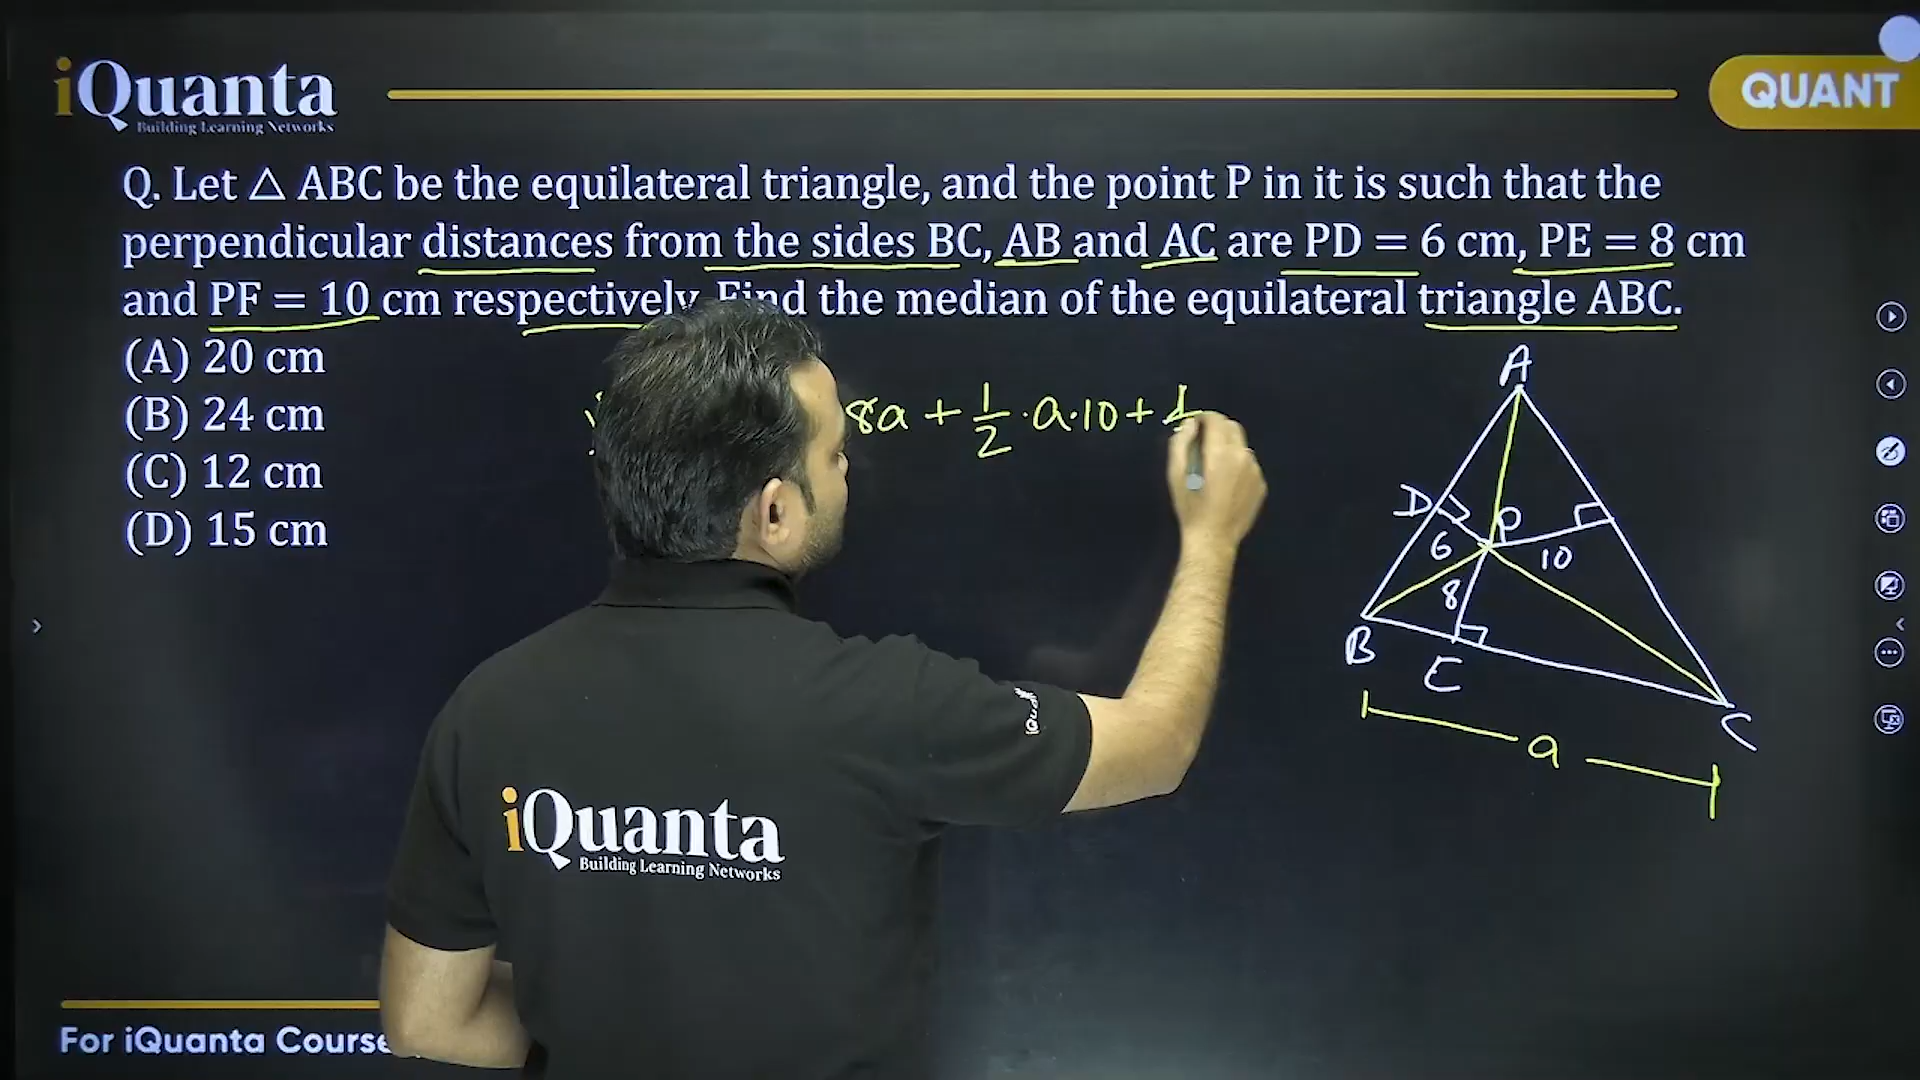 iQuanta
Building Learning Networks
QUANT
Q. Let △ ABC be the equilateral triangle, and the point P in it is such that the
perpendicular distances from the sides BC, AB and AC are PD = 6 cm, PE = 8 cm
and PF = 10 cm respectively. Find the median of the equilateral triangle ABC.
(A) 20 cm
(B) 24 cm
(C) 12 cm
(D) 15 cm
8a + 1/2 · a · 10 + 1
A
D
P
6
10
8
B
E
C
a
iQuanta
Building Learning Networks
For iQuanta Course